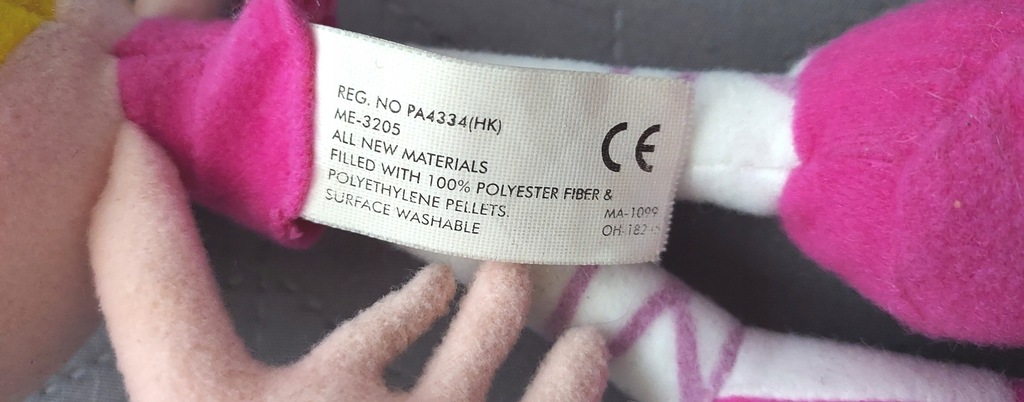 REG. NO PA4334(HK)
ME-3205
ALL NEW MATERIALS
FILLED WITH 100% POLYESTER FIBER &
POLYETHYLENE PELLETS.
SURFACE WASHABLE
CE
MA-1099